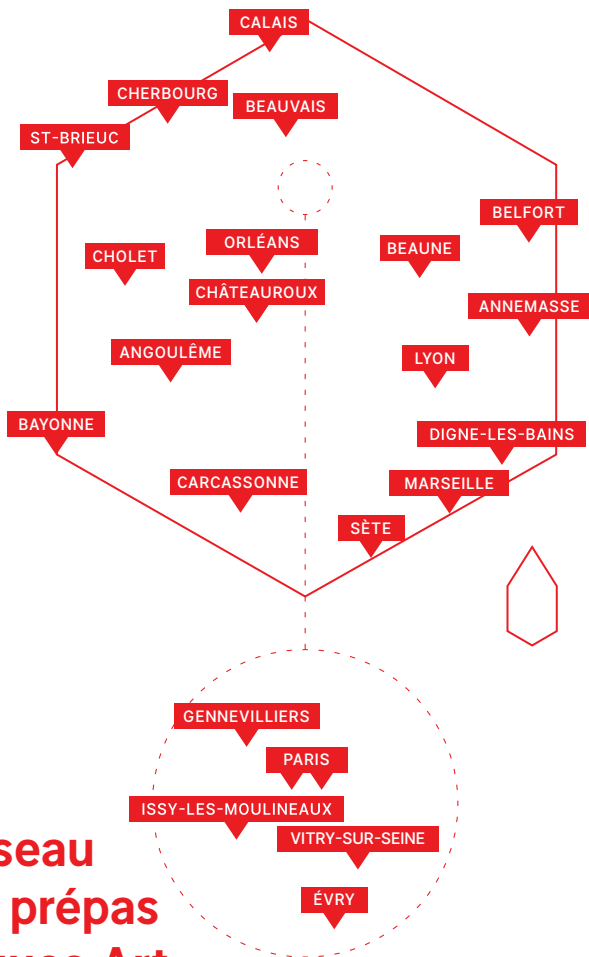 CALAIS
CHERBOURG
BEAUVAIS
ST-BRIEUC
BELFORT
ORLÉANS
BEAUNE
CHOLET
CHÂTEAUROUX
ANNEMASSE
ANGOULÊME
LYON
BAYONNE
DIGNE-LES-BAINS
CARCASSONNE
MARSEILLE
SÈTE
GENNEVILLIERS
PARIS
ISSY-LES-MOULINEAUX
VITRY-SUR-SEINE
ÉVRY
seau
prépas
Art